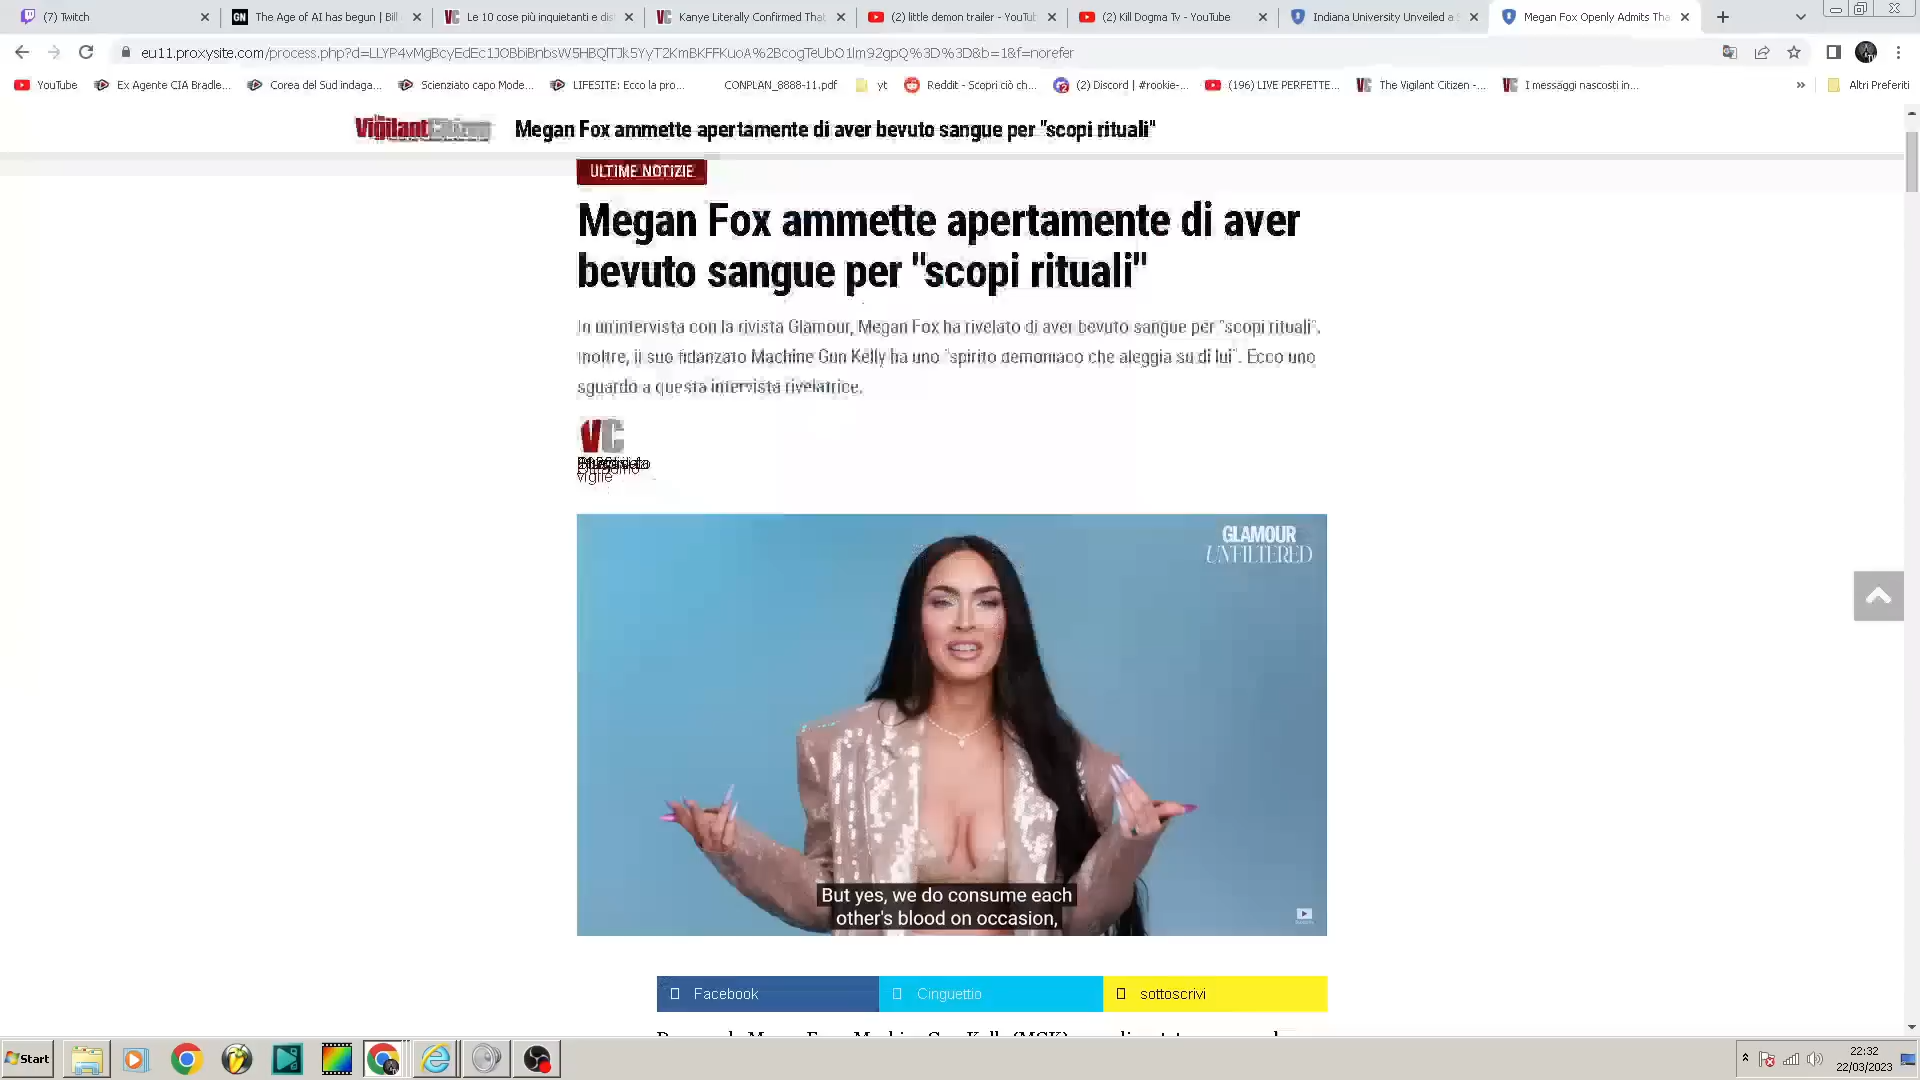 (7) Twitch
The Age of AI has begun | Bill
Le 10 cose più inquietanti e dis
Kanye Literally Confirmed That
(2) little demon trailer - YouTub
(2) Kill Dogma Tv - YouTube
Indiana University Unveiled a
Megan Fox Openly Admits Tha
eu11.proxysite.com/process.php?d=LLYP4vMgBcyEdEc1JOBbiBnbsW5HBQlTJk5YyT2KmBKFFKuoA%2BcogTeUbO1lm92gpQ%3D%3D&b=1&f=norefer
YouTube
Ex Agente CIA Bradle...
Corea del Sud indaga...
Scienziato capo Mode...
LIFESITE: Ecco la pro...
CONPLAN_8888-11.pdf
yt
Reddit - Scopri ciò ch...
(2) Discord | #rookie-...
(196) LIVE PERFETTE...
The Vigilant Citizen -...
I messaggi nascosti in...
»
Altri Preferiti
VigilantCitizen
Megan Fox ammette apertamente di aver bevuto sangue per "scopi rituali"
ULTIME NOTIZIE
Megan Fox ammette apertamente di aver
bevuto sangue per "scopi rituali"
In un'intervista con la rivista Glamour, Megan Fox ha rivelato di aver bevuto sangue per "scopi rituali".
Inoltre, il suo fidanzato Machine Gun Kelly ha uno "spirito demoniaco che aleggia su di lui". Ecco uno
sguardo a questa intervista rivelatrice.
VC
vigile
GLAMOUR
UNFILTERED
But yes, we do consume each
other's blood on occasion,
Facebook
Cinguettio
sottoscrivi
Start
22:32
22/03/2023